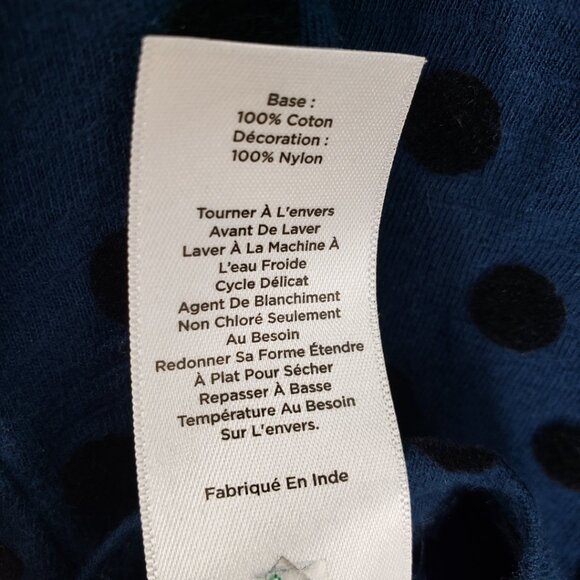 Base :
100% Coton
Décoration :
100% Nylon
Tourner À L'envers
Avant De Laver
Laver À La Machine À
L'eau Froide
Cycle Délicat
Agent De Blanchiment
Non Chloré Seulement
Au Besoin
Redonner Sa Forme Étendre
À Plat Pour Sécher
Repasser À Basse
Température Au Besoin
Sur L'envers.
Fabriqué En Inde